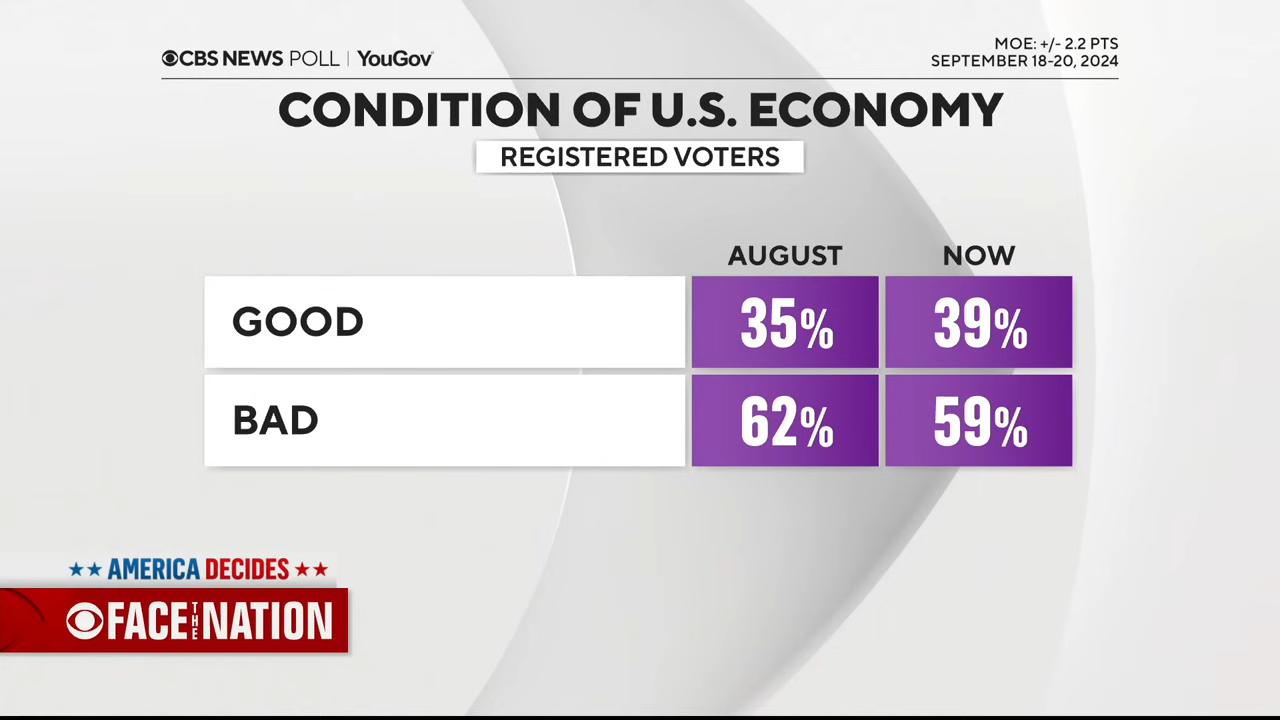 CBS NEWS POLL | YouGov
MOE: +/- 2.2 PTS
SEPTEMBER 18-20, 2024
CONDITION OF U.S. ECONOMY
REGISTERED VOTERS
AUGUST NOW
GOOD 35% 39%
BAD 62% 59%
AMERICA DECIDES
FACE THE NATION